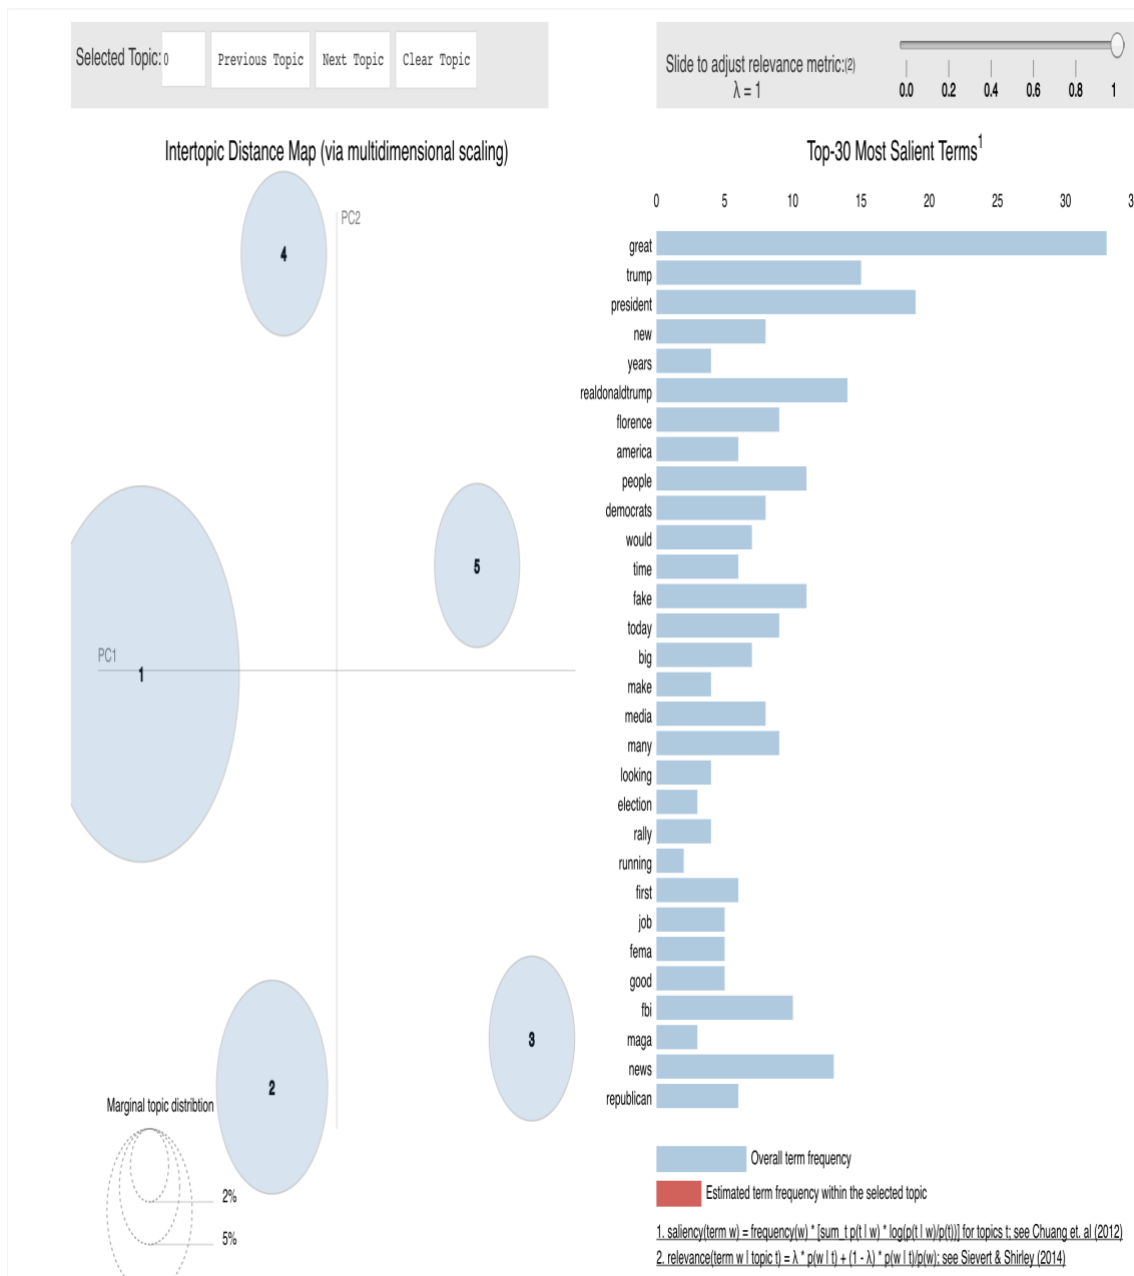 Selected Topic: 0 Previous Topic Next Topic Clear Topic
Slide to adjust relevance metric:(2)
λ = 1
0.0 0.2 0.4 0.6 0.8 1
Intertopic Distance Map (via multidimensional scaling)
PC2
PC1
4
5
1
3
2
Marginal topic distribtion
2%
5%
Top-30 Most Salient Terms1
0 5 10 15 20 25 30 3
great
trump
president
new
years
realdonaldtrump
florence
america
people
democrats
would
time
fake
today
big
make
media
many
looking
election
rally
running
first
job
fema
good
fbi
maga
news
republican
Overall term frequency
Estimated term frequency within the selected topic
1. saliency(term w) = frequency(w) * [sum_t p(t | w) * log(p(t | w)/p(t))] for topics t; see Chuang et. al (2012)
2. relevance(term w | topic t) = λ * p(w | t) + (1 - λ) * p(w | t)/p(w); see Sievert & Shirley (2014)